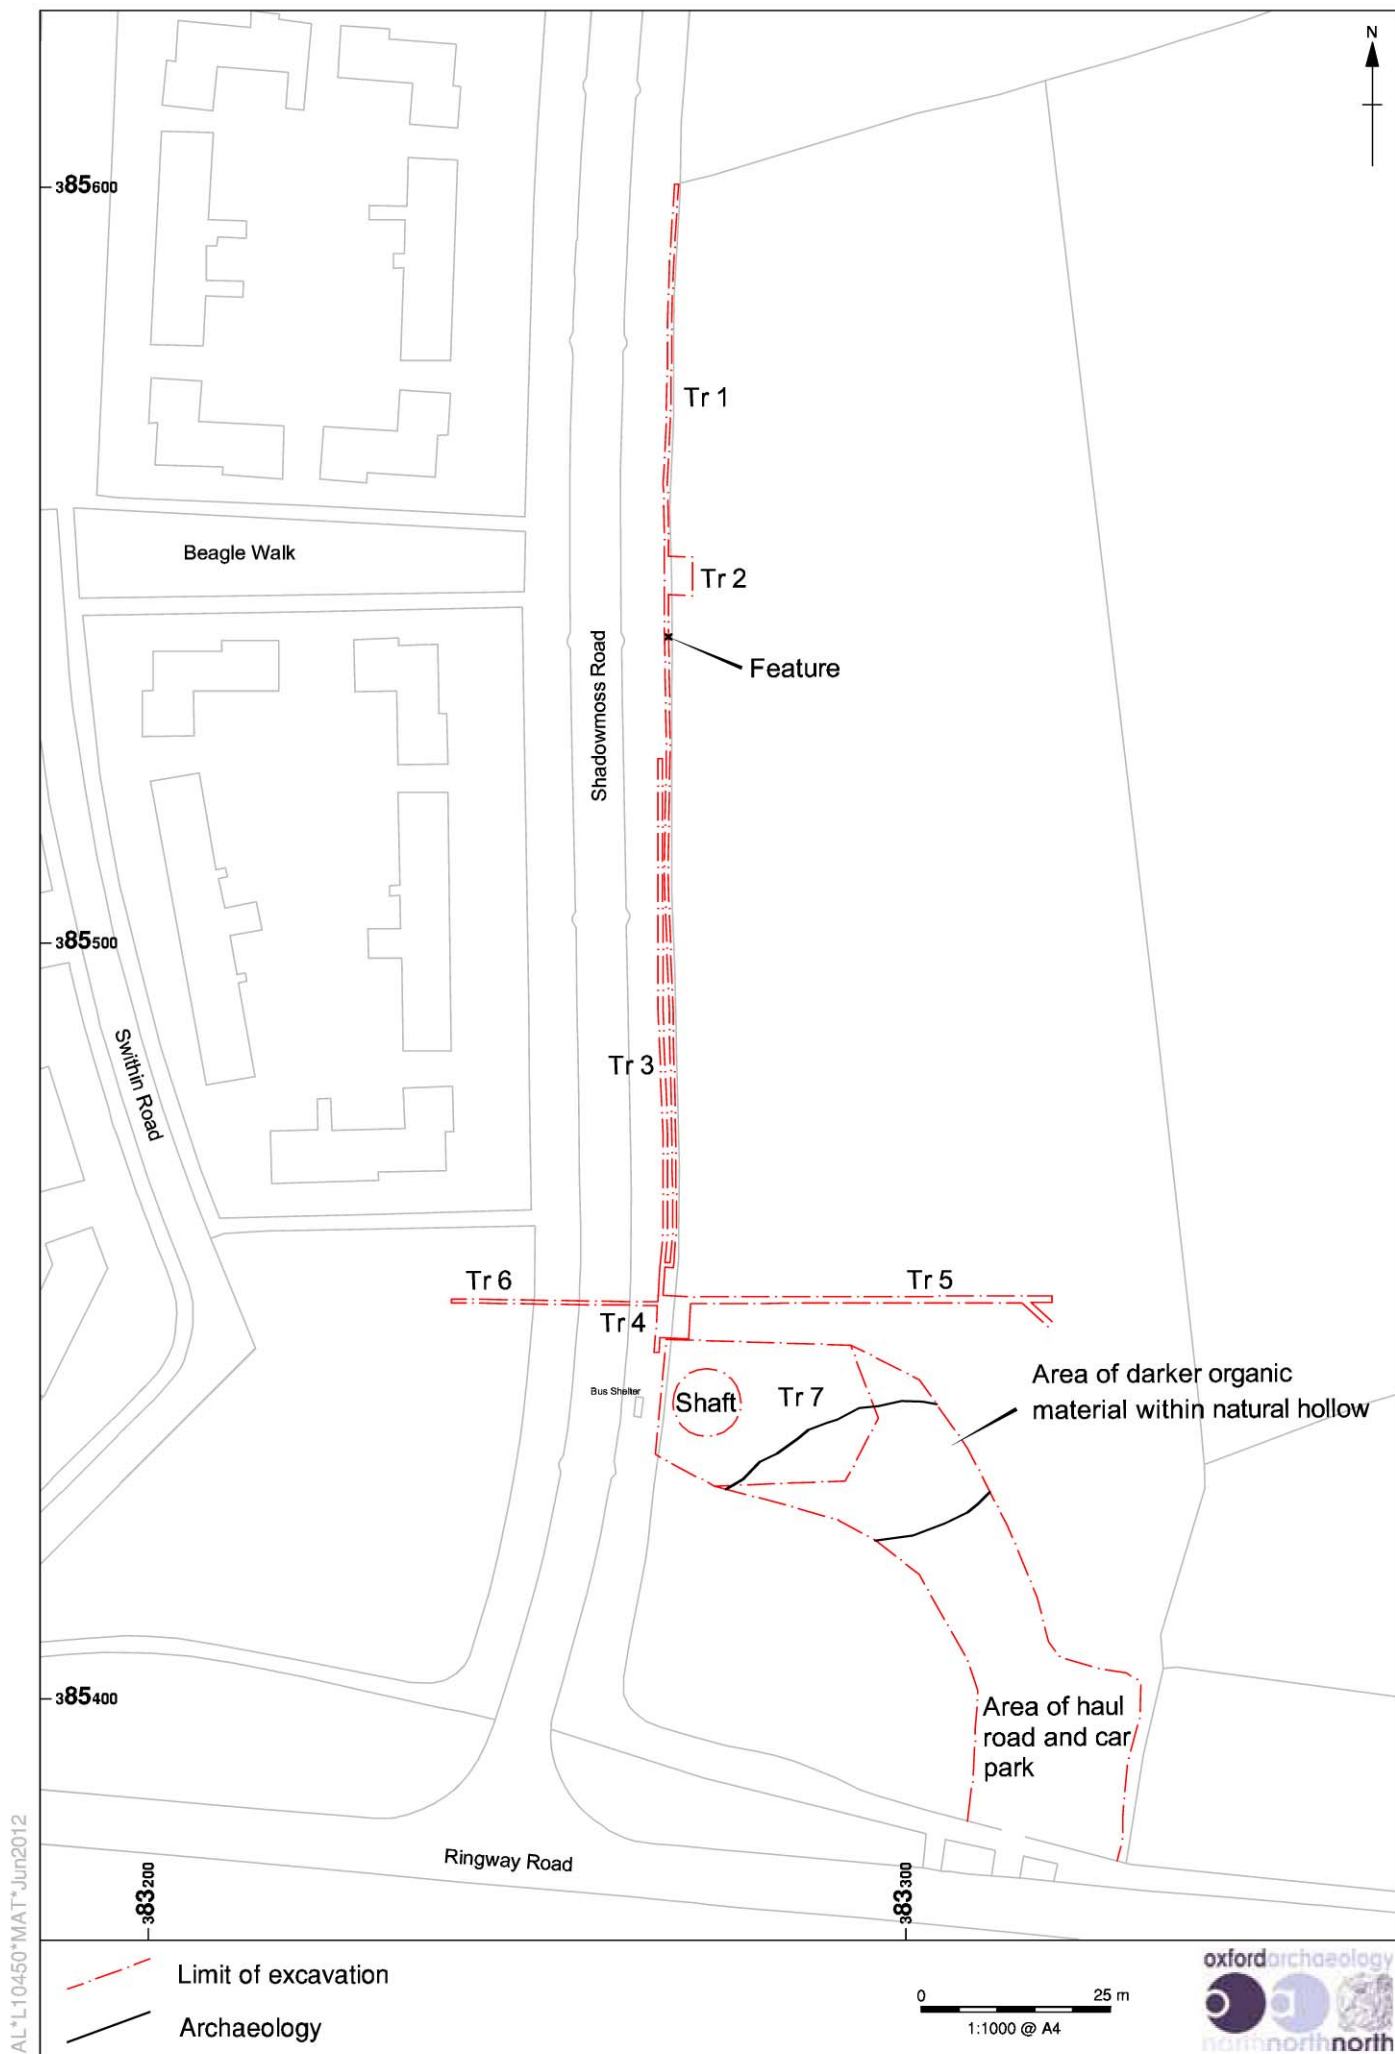 N
385600
Tr 1
Beagle Walk
Tr 2
Feature
Shadowmoss Road
385500
Swithin Road
Tr 3
Tr 6
Tr 5
Tr 4
Bus Shelter
Shaft
Tr 7
Area of darker organic
material within natural hollow
385400
Area of haul
road and car
park
Ringway Road
383200
383300
AL*L10450*MAT*Jun2012
Limit of excavation
Archaeology
0 25 m
1:1000 @ A4
oxfordarchaeology
northnorthnorth